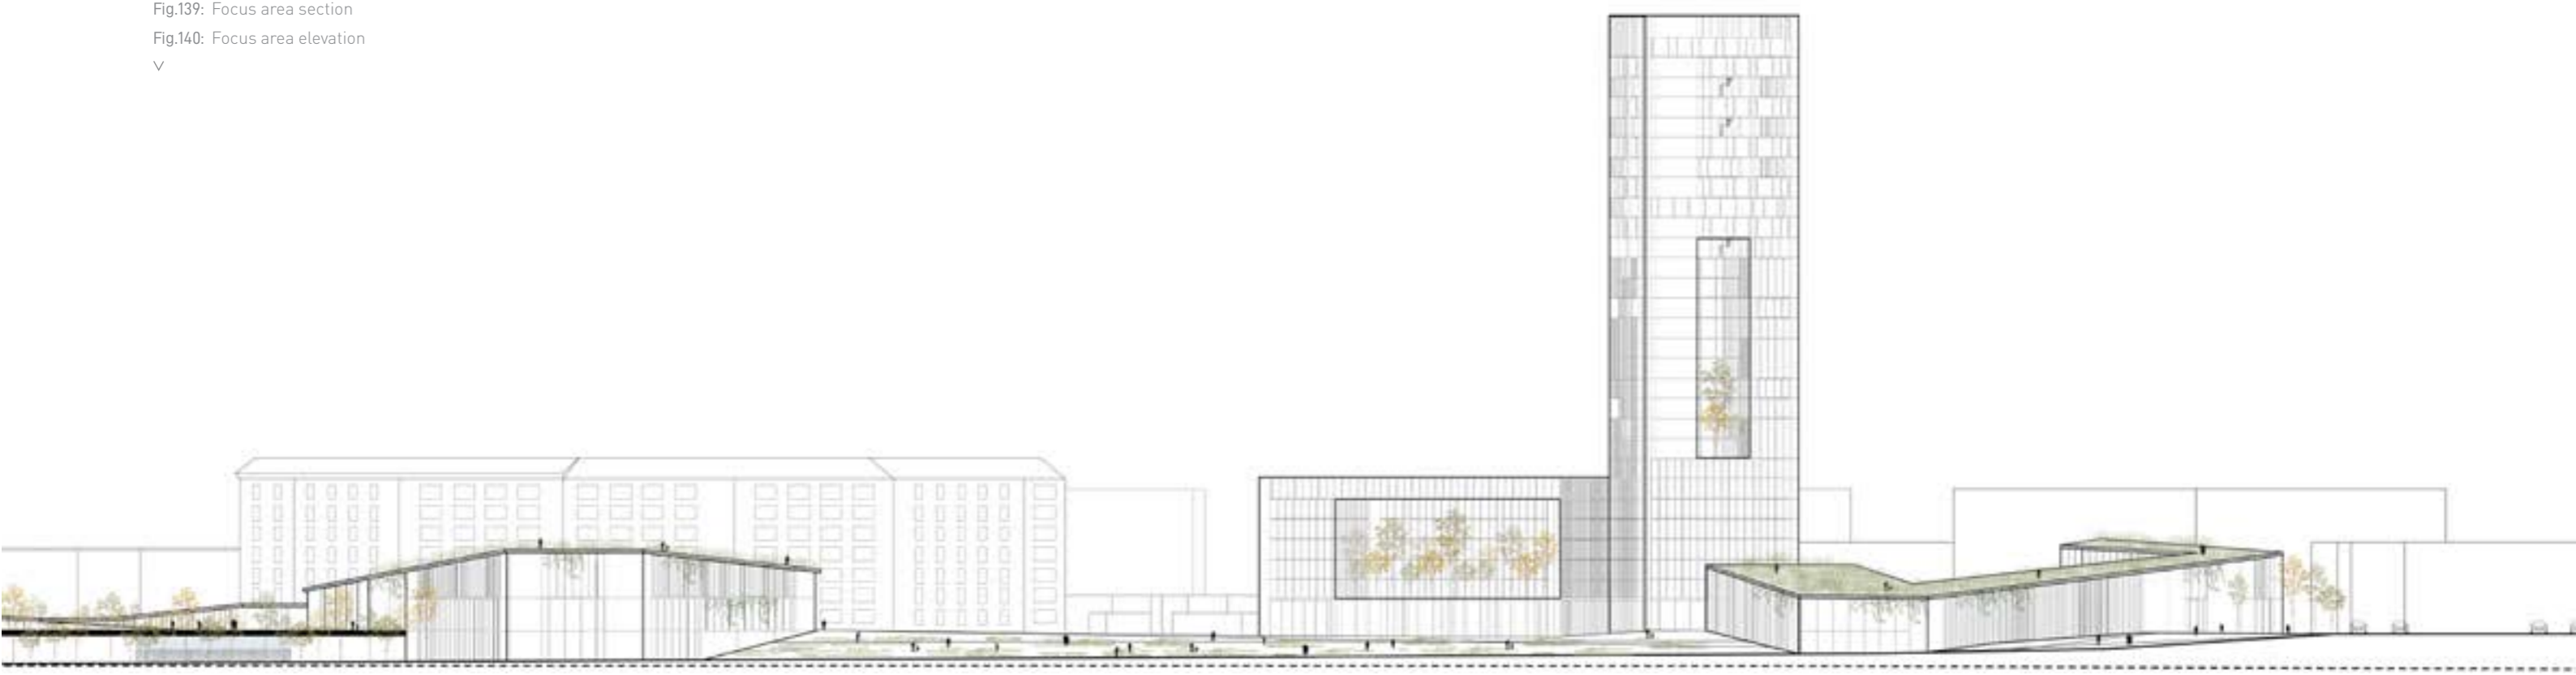 Fig.139: Focus area section
Fig.140: Focus area elevation